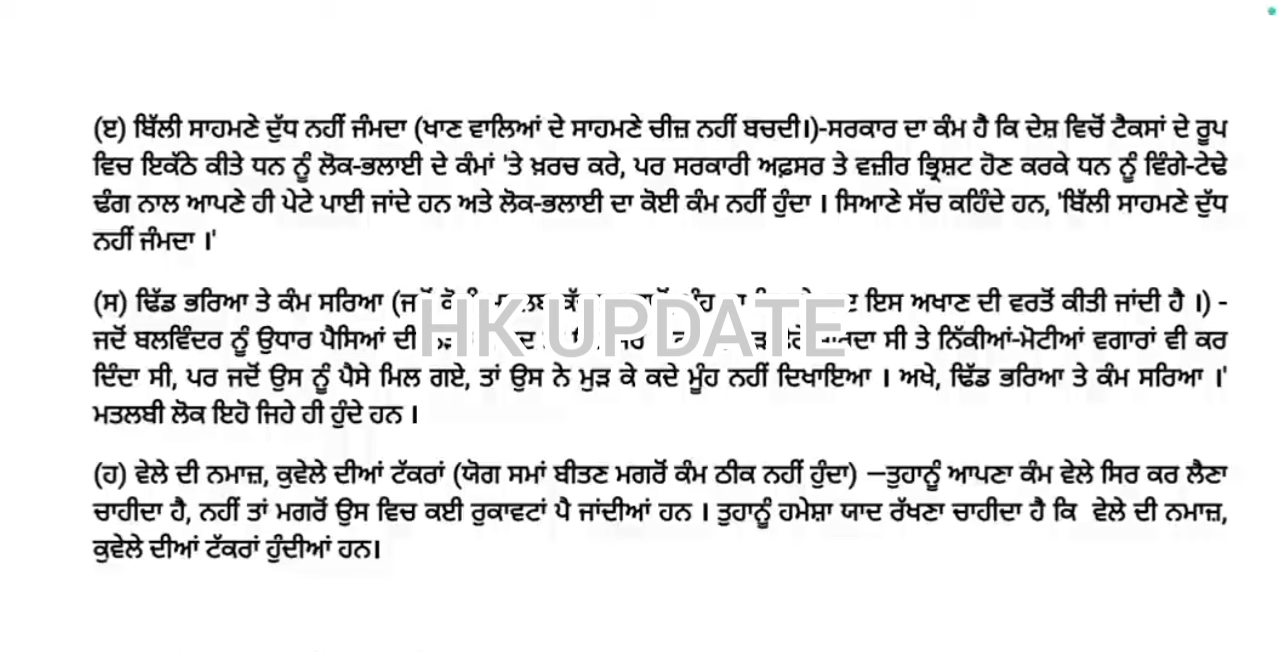 (ੲ) ਬਿੱਲੀ ਸਾਹਮਣੇ ਦੁੱਧ ਨਹੀਂ ਜੰਮਦਾ (ਖਾਣ ਵਾਲਿਆਂ ਦੇ ਸਾਹਮਣੇ ਚੀਜ਼ ਨਹੀਂ ਬਚਦੀ।)-ਸਰਕਾਰ ਦਾ ਕੰਮ ਹੈ ਕਿ ਦੇਸ਼ ਵਿਚੋਂ ਟੈਕਸਾਂ ਦੇ ਰੂਪ
ਵਿਚ ਇਕੱਠੇ ਕੀਤੇ ਧਨ ਨੂੰ ਲੋਕ-ਭਲਾਈ ਦੇ ਕੰਮਾਂ 'ਤੇ ਖ਼ਰਚ ਕਰੇ, ਪਰ ਸਰਕਾਰੀ ਅਫ਼ਸਰ ਤੇ ਵਜ਼ੀਰ ਭ੍ਰਿਸ਼ਟ ਹੋਣ ਕਰਕੇ ਧਨ ਨੂੰ ਵਿੰਗੇ-ਟੇਢੇ
ਢੰਗ ਨਾਲ ਆਪਣੇ ਹੀ ਪੇਟੇ ਪਾਈ ਜਾਂਦੇ ਹਨ ਅਤੇ ਲੋਕ-ਭਲਾਈ ਦਾ ਕੋਈ ਕੰਮ ਨਹੀਂ ਹੁੰਦਾ । ਸਿਆਣੇ ਸੱਚ ਕਹਿੰਦੇ ਹਨ, 'ਬਿੱਲੀ ਸਾਹਮਣੇ ਦੁੱਧ
ਨਹੀਂ ਜੰਮਦਾ ।'
(ਸ) ਢਿੱਡ ਭਰਿਆ ਤੇ ਕੰਮ ਸਰਿਆ ਇਸ ਅਖਾਣ ਦੀ ਵਰਤੋਂ ਕੀਤੀ ਜਾਂਦੀ ਹੈ ।) -
HK UPDATE
ਜਦੋਂ ਬਲਵਿੰਦਰ ਨੂੰ ਉਧਾਰ ਪੈਸਿਆਂ ਦੀ ਸੀ ਤੇ ਨਿੱਕੀਆਂ-ਮੋਟੀਆਂ ਵਗਾਰਾਂ ਵੀ ਕਰ
ਦਿੰਦਾ ਸੀ, ਪਰ ਜਦੋਂ ਉਸ ਨੂੰ ਪੈਸੇ ਮਿਲ ਗਏ, ਤਾਂ ਉਸ ਨੇ ਮੁੜ ਕੇ ਕਦੇ ਮੂੰਹ ਨਹੀਂ ਦਿਖਾਇਆ । ਅਖੇ, ਢਿੱਡ ਭਰਿਆ ਤੇ ਕੰਮ ਸਰਿਆ ।'
ਮਤਲਬੀ ਲੋਕ ਇਹੋ ਜਿਹੇ ਹੀ ਹੁੰਦੇ ਹਨ ।
(ਹ) ਵੇਲੇ ਦੀ ਨਮਾਜ਼, ਕੁਵੇਲੇ ਦੀਆਂ ਟੱਕਰਾਂ (ਯੋਗ ਸਮਾਂ ਬੀਤਣ ਮਗਰੋਂ ਕੰਮ ਠੀਕ ਨਹੀਂ ਹੁੰਦਾ) –ਤੁਹਾਨੂੰ ਆਪਣਾ ਕੰਮ ਵੇਲੇ ਸਿਰ ਕਰ ਲੈਣਾ
ਚਾਹੀਦਾ ਹੈ, ਨਹੀਂ ਤਾਂ ਮਗਰੋਂ ਉਸ ਵਿਚ ਕਈ ਰੁਕਾਵਟਾਂ ਪੈ ਜਾਂਦੀਆਂ ਹਨ । ਤੁਹਾਨੂੰ ਹਮੇਸ਼ਾ ਯਾਦ ਰੱਖਣਾ ਚਾਹੀਦਾ ਹੈ ਕਿ ਵੇਲੇ ਦੀ ਨਮਾਜ਼,
ਕੁਵੇਲੇ ਦੀਆਂ ਟੱਕਰਾਂ ਹੁੰਦੀਆਂ ਹਨ।